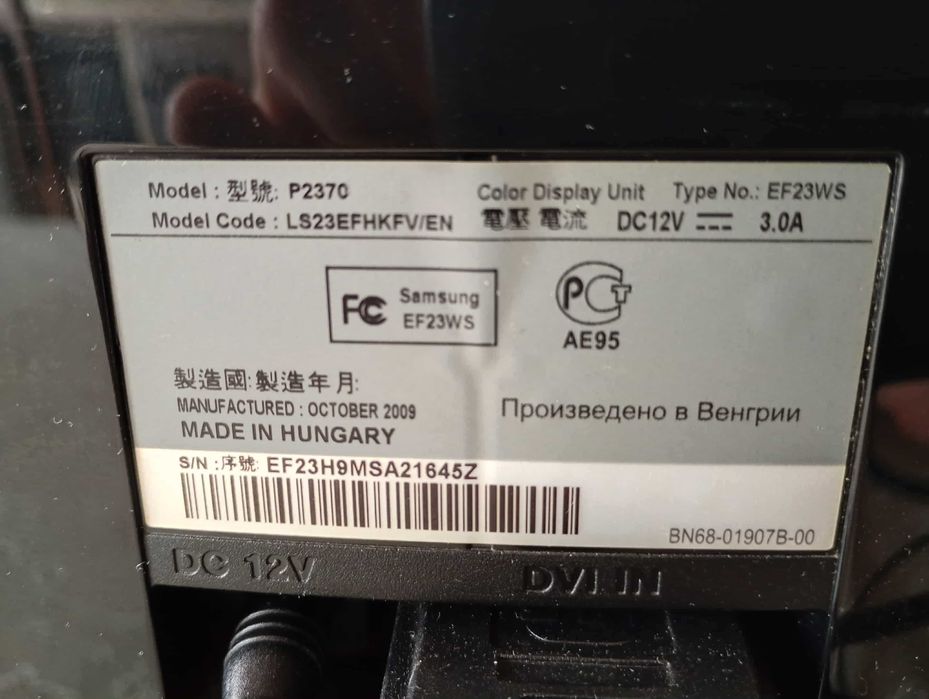 Model : 型號: P2370
Color Display Unit Type No.: EF23WS
Model Code : LS23EFHKFV/EN 電壓 電流 DC12V ⎓ 3.0A
FC Samsung
EF23WS
РСТ
AE95
製造國: 製造年月:
MANUFACTURED : OCTOBER 2009
MADE IN HUNGARY
Произведено в Венгрии
S/N :序號: EF23H9MSA21645Z
BN68-01907B-00
DC 12V
DVI IN